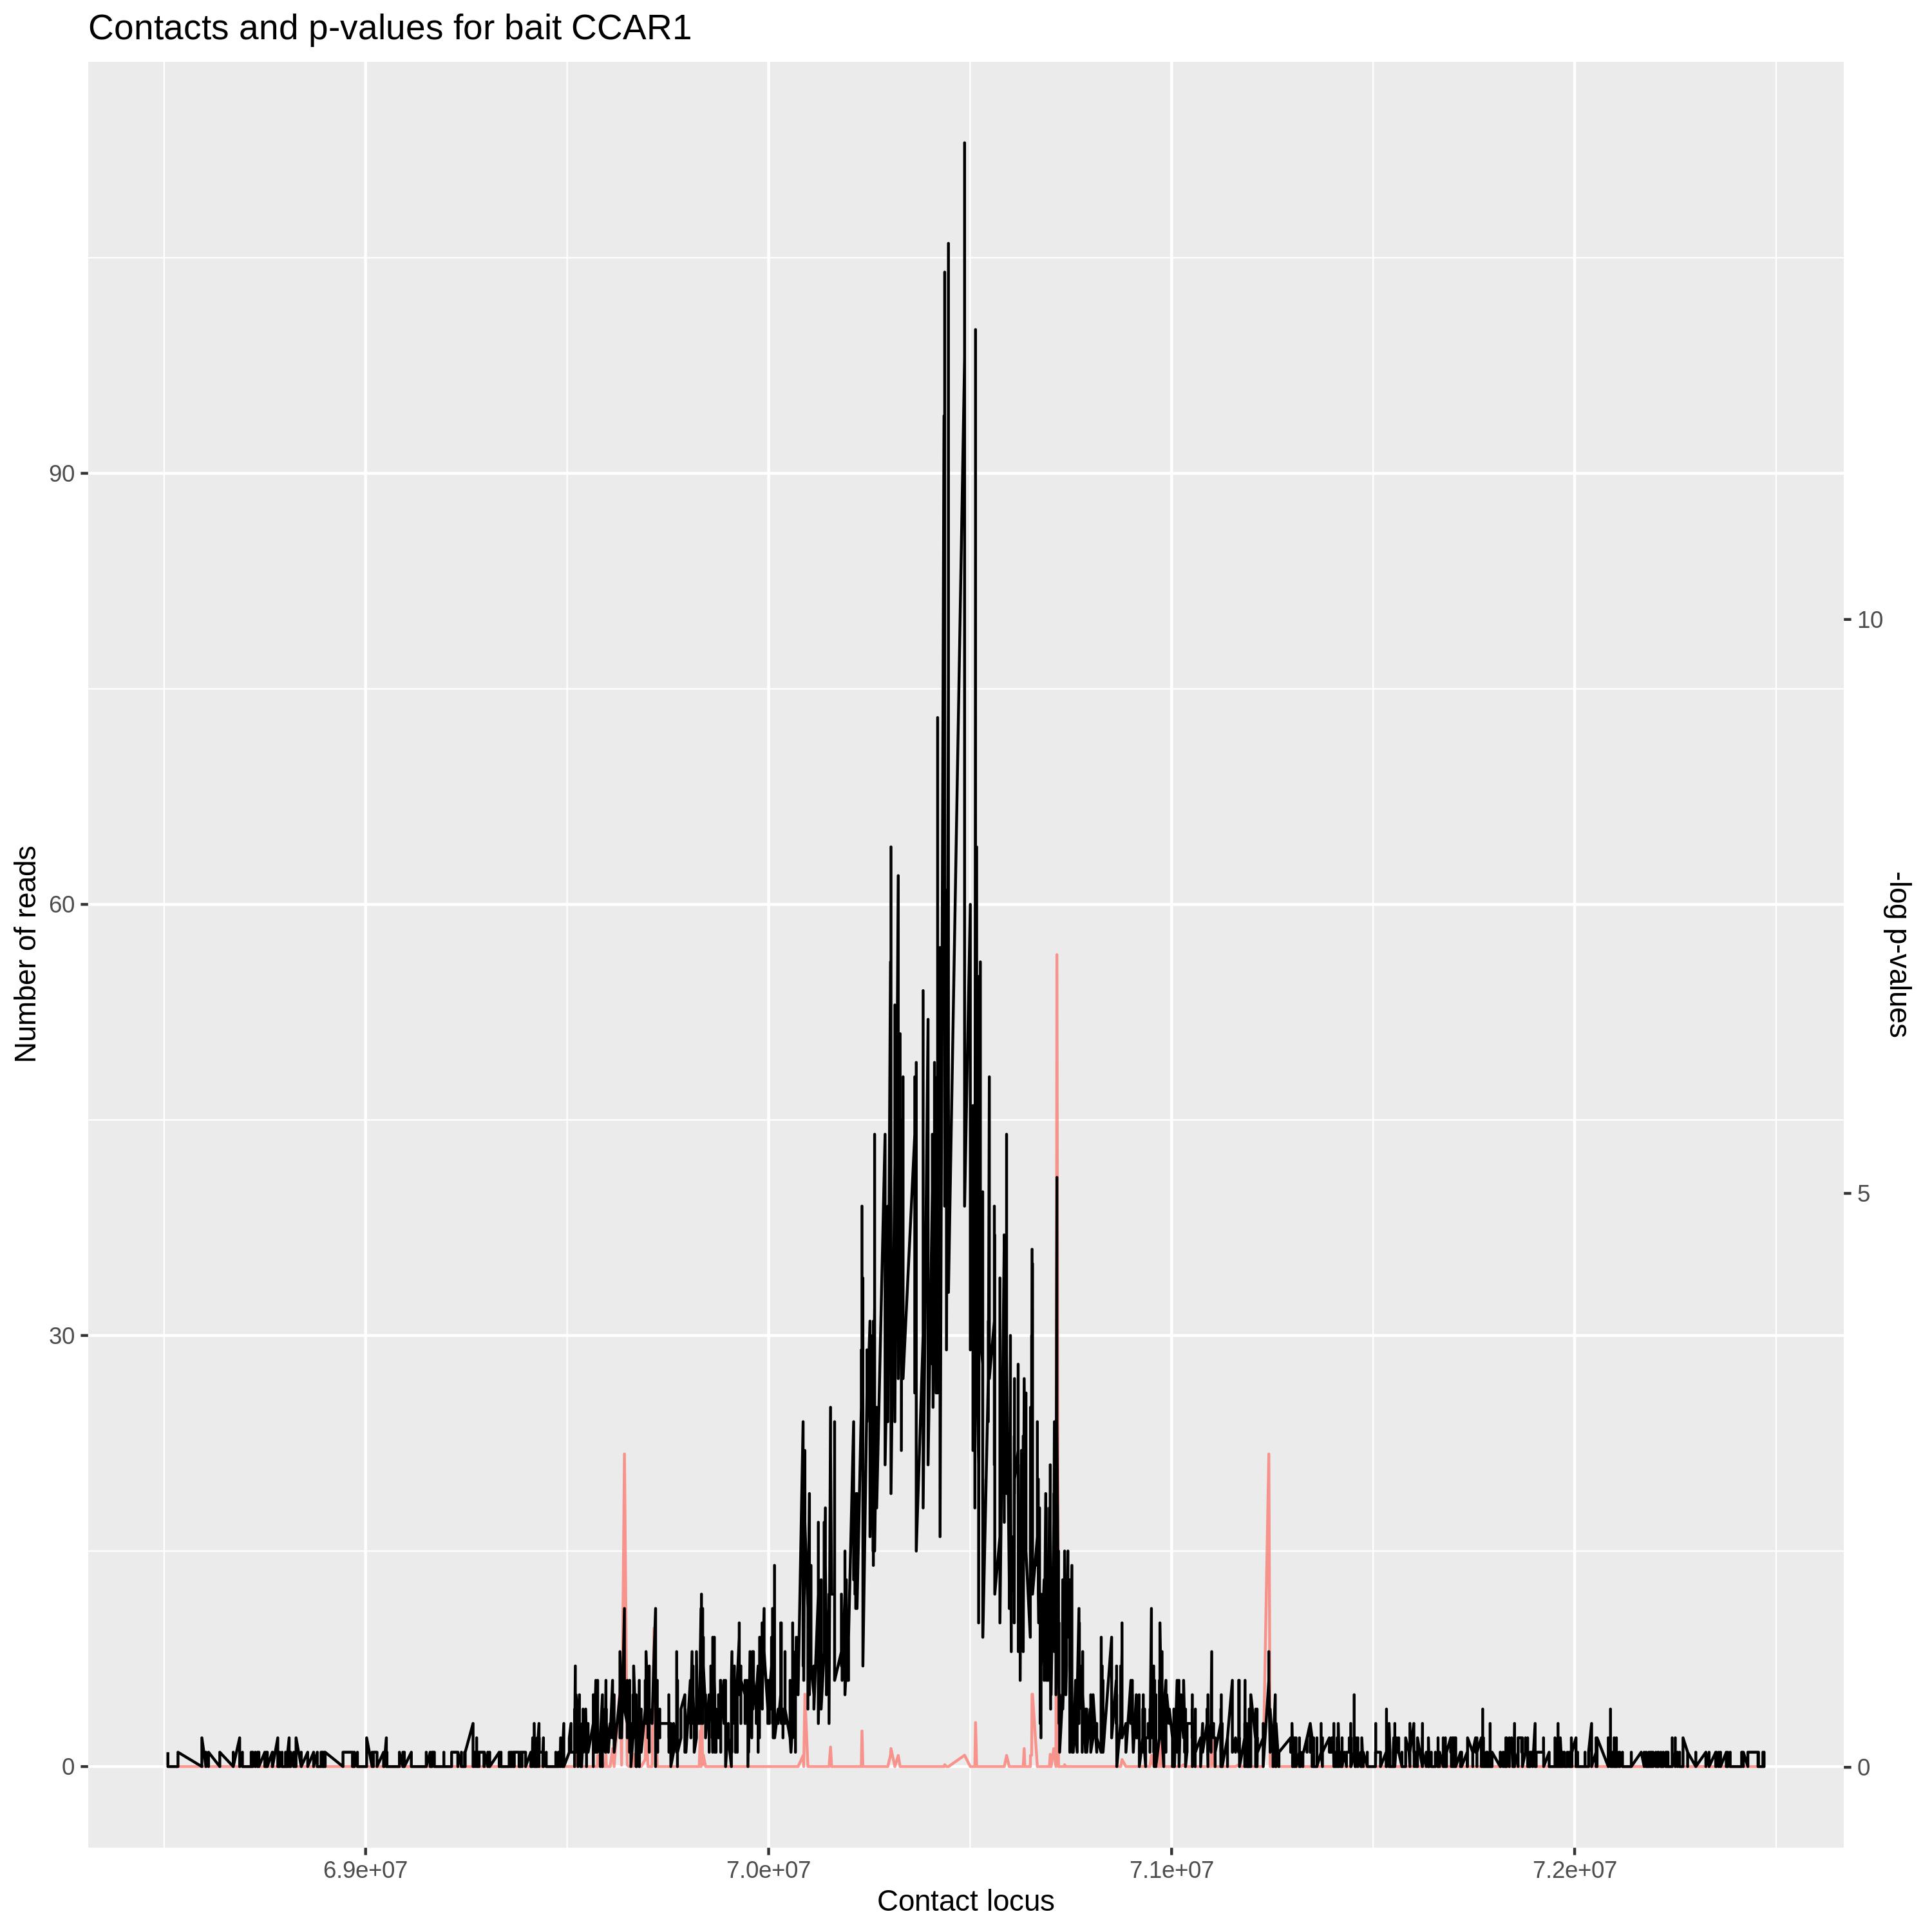 Contacts and p-values for bait CCAR1
90
60
30
0
Number of reads
10
5
0
-log p-values
6.9e+07
7.0e+07
7.1e+07
7.2e+07
Contact locus